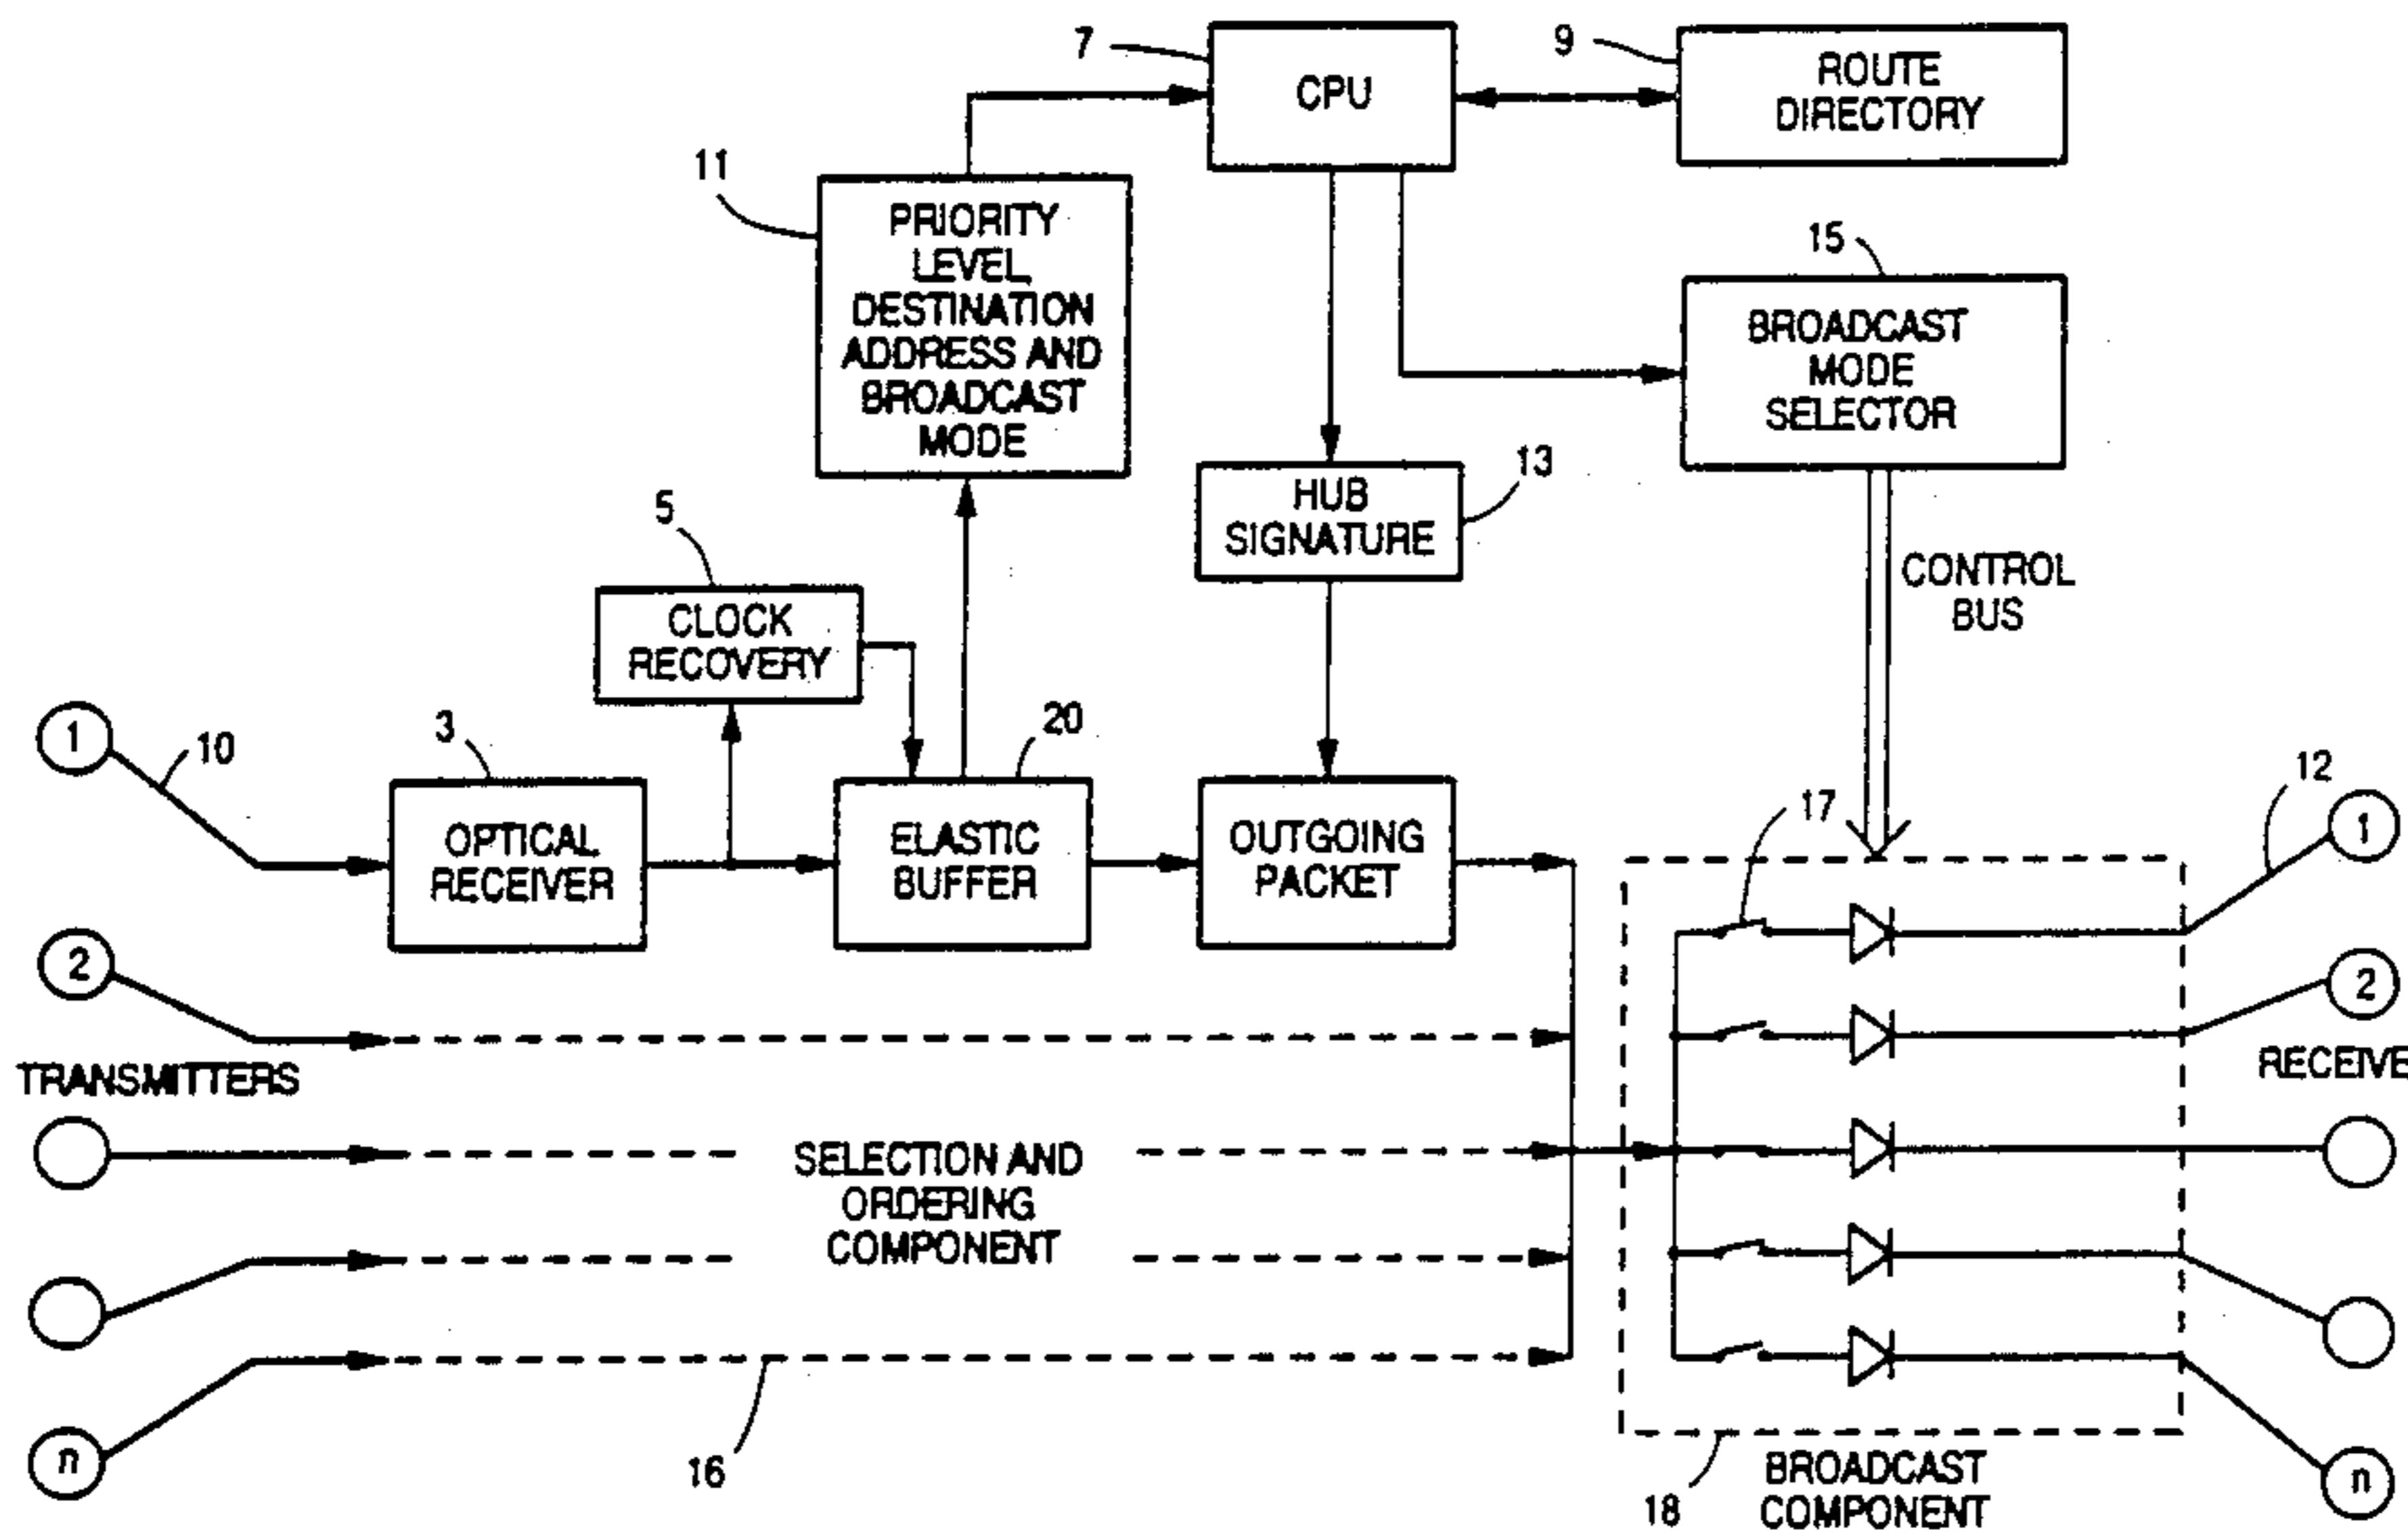 7
CPU
9
ROUTE
DIRECTORY
11
PRIORITY
LEVEL
DESTINATION
ADDRESS AND
BROADCAST
MODE
15
BROADCAST
MODE
SELECTOR
13
HUB
SIGNATURE
5
CLOCK
RECOVERY
CONTROL
BUS
1
10
3
OPTICAL
RECEIVER
20
ELASTIC
BUFFER
OUTGOING
PACKET
17
12
1
2
2
TRANSMITTERS
RECEIVE
SELECTION AND
ORDERING
COMPONENT
n
16
18
BROADCAST
COMPONENT
n